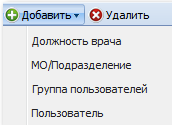 Добавить Удалить
Должность врача
МО/Подразделение
Группа пользователей
Пользователь